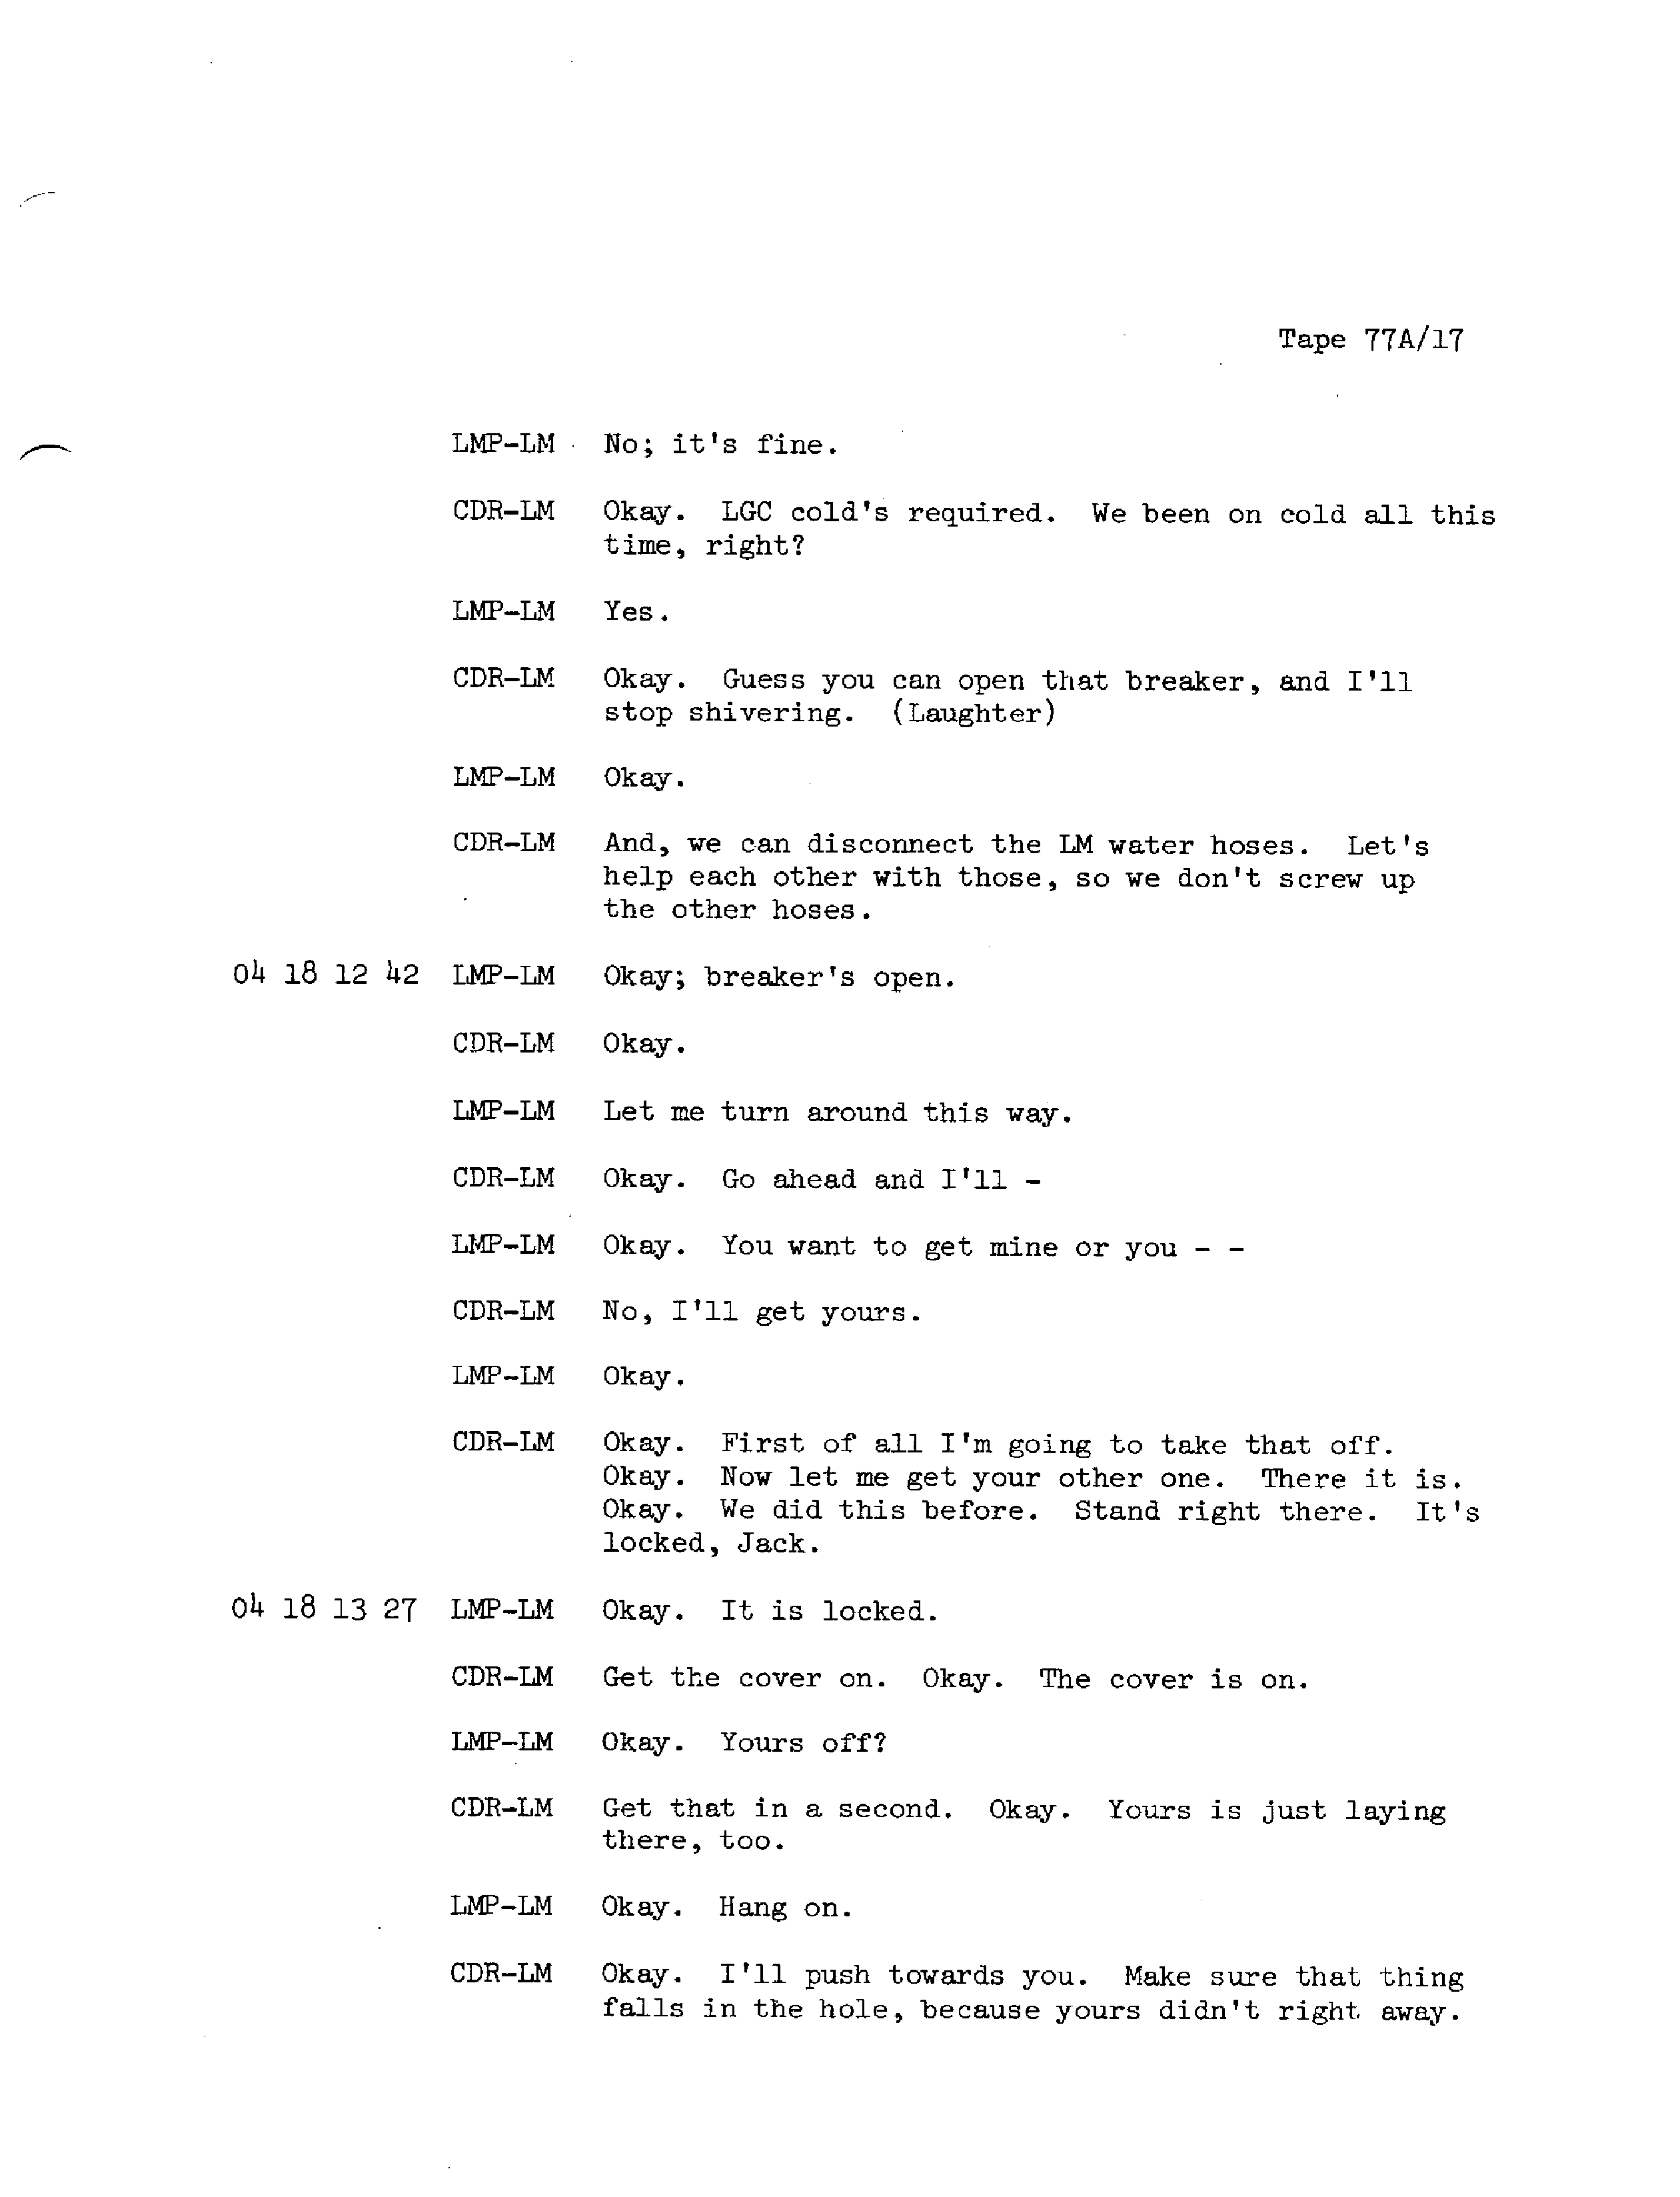 Tape 77A/17
LMP-LM No; it's fine.
CDR-LM Okay. LGC cold's required. We been on cold all this
time, right?
LMP-LM Yes.
CDR-LM Okay. Guess you can open that breaker, and I'll
stop shivering. (Laughter)
LMP-LM Okay.
CDR-LM And, we can disconnect the LM water hoses. Let's
help each other with those, so we don't screw up
the other hoses.
04 18 12 42 LMP-LM Okay; breaker's open.
CDR-LM Okay.
LMP-LM Let me turn around this way.
CDR-LM Okay. Go ahead and I'll -
LMP-LM Okay. You want to get mine or you - -
CDR-LM No, I'll get yours.
LMP-LM Okay.
CDR-LM Okay. First of all I'm going to take that off.
Okay. Now let me get your other one. There it is.
Okay. We did this before. Stand right there. It's
locked, Jack.
04 18 13 27 LMP-LM Okay. It is locked.
CDR-LM Get the cover on. Okay. The cover is on.
LMP-LM Okay. Yours off?
CDR-LM Get that in a second. Okay. Yours is just laying
there, too.
LMP-LM Okay. Hang on.
CDR-LM Okay. I'll push towards you. Make sure that thing
falls in the hole, because yours didn't right away.